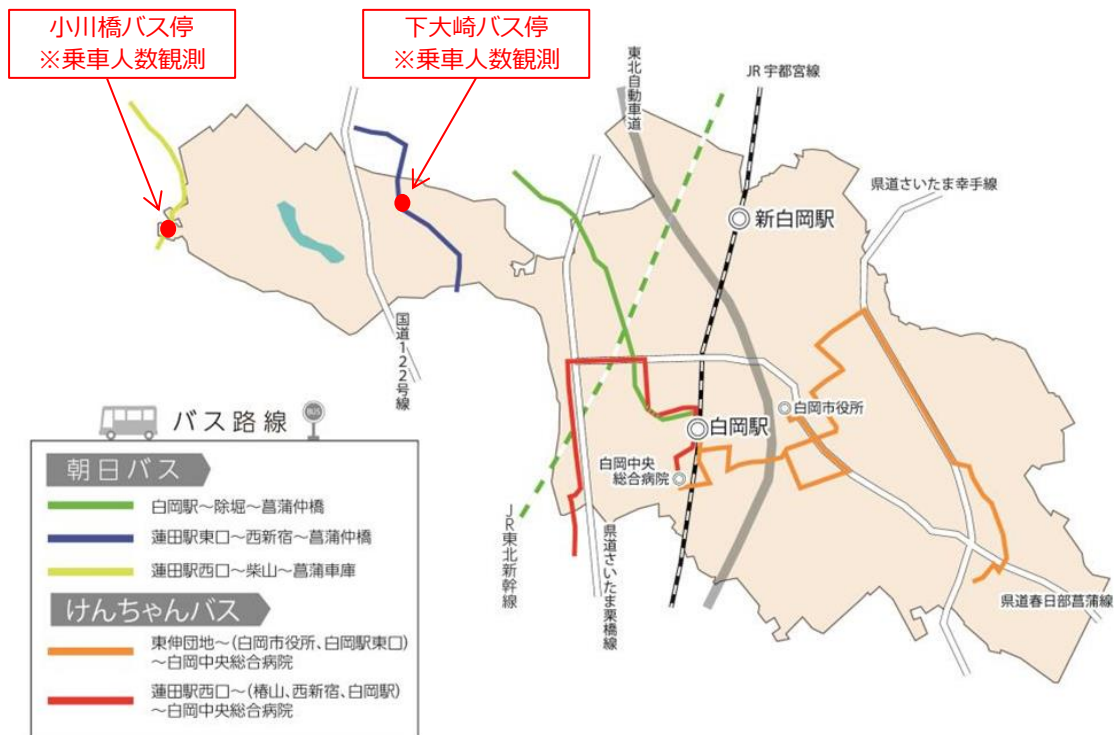 小川橋バス停
※乗車人数観測
下大崎バス停
※乗車人数観測
東北自動車道
JR宇都宮線
県道さいたま幸手線
新白岡駅
国道122号線
白岡市役所
白岡駅
白岡中央
総合病院
JR東北新幹線
県道さいたま栗橋線
県道春日部菖蒲線
バス路線
BUS
朝日バス
白岡駅~除堀~菖蒲仲橋
蓮田駅東口~西新宿~菖蒲仲橋
蓮田駅西口~柴山~菖蒲車庫
けんちゃんバス
東伸団地~(白岡市役所、白岡駅東口)
~白岡中央総合病院
蓮田駅西口~(椿山、西新宿、白岡駅)
~白岡中央総合病院